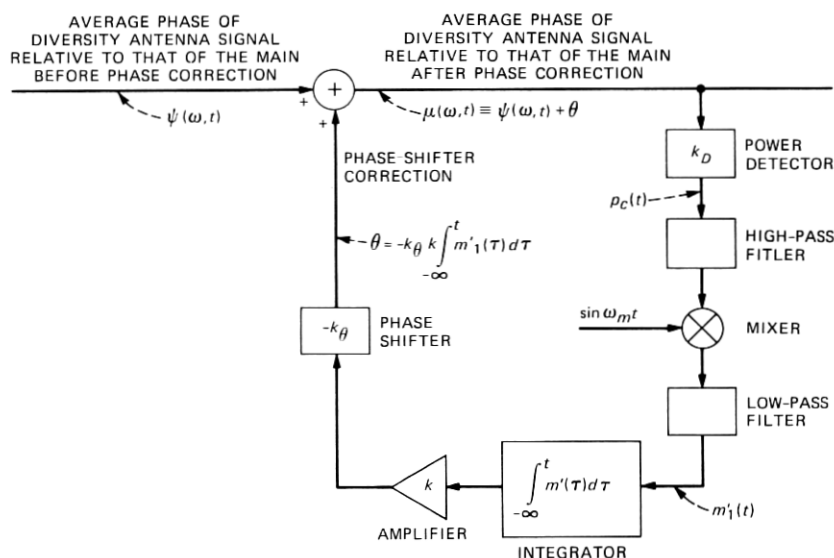 AVERAGE PHASE OF
DIVERSITY ANTENNA SIGNAL
RELATIVE TO THAT OF THE MAIN
BEFORE PHASE CORRECTION
AVERAGE PHASE OF
DIVERSITY ANTENNA SIGNAL
RELATIVE TO THAT OF THE MAIN
AFTER PHASE CORRECTION
+
+
+
ψ(ω,t)
μ(ω,t) ≡ ψ(ω,t) + θ
PHASE-SHIFTER
CORRECTION
k_D
POWER
DETECTOR
p_c(t)
θ = -k_θ k ∫_{-∞}^{t} m'_1(τ) dτ
HIGH-PASS
FITLER
-k_θ
PHASE
SHIFTER
sin ω_m t
MIXER
LOW-PASS
FILTER
k
∫_{-∞}^{t} m'(τ) dτ
m'_1(t)
AMPLIFIER
INTEGRATOR